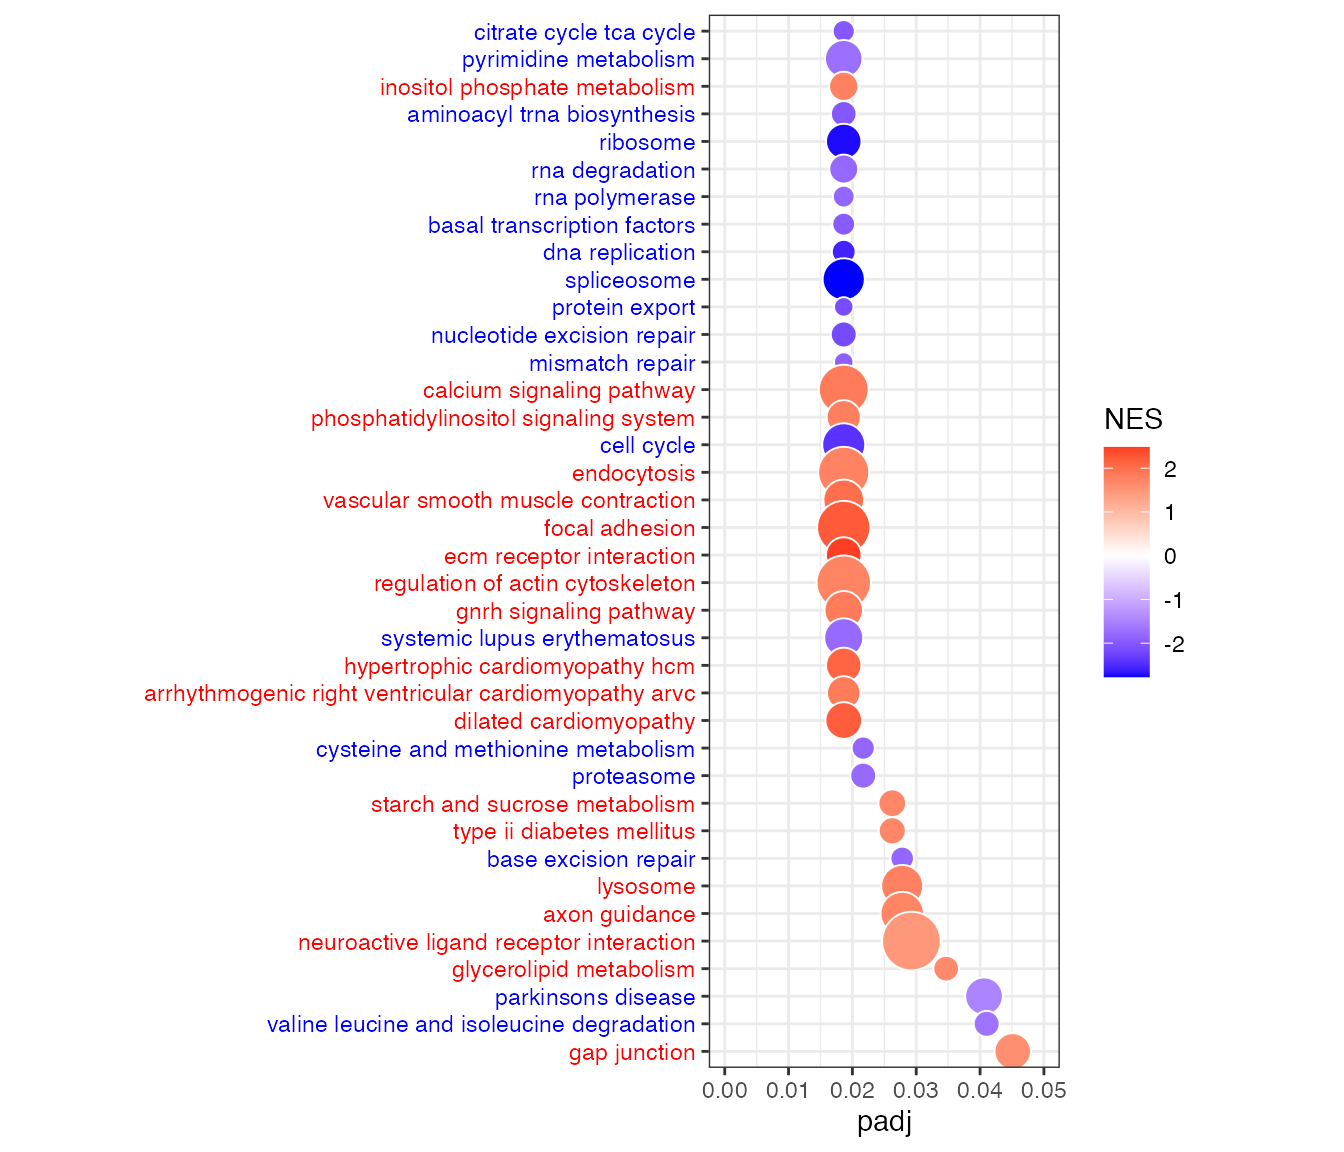 citrate cycle tca cycle
pyrimidine metabolism
inositol phosphate metabolism
aminoacyl trna biosynthesis
ribosome
rna degradation
rna polymerase
basal transcription factors
dna replication
spliceosome
protein export
nucleotide excision repair
mismatch repair
calcium signaling pathway
phosphatidylinositol signaling system
cell cycle
endocytosis
vascular smooth muscle contraction
focal adhesion
ecm receptor interaction
regulation of actin cytoskeleton
gnrh signaling pathway
systemic lupus erythematosus
hypertrophic cardiomyopathy hcm
arrhythmogenic right ventricular cardiomyopathy arvc
dilated cardiomyopathy
cysteine and methionine metabolism
proteasome
starch and sucrose metabolism
type ii diabetes mellitus
base excision repair
lysosome
axon guidance
neuroactive ligand receptor interaction
glycerolipid metabolism
parkinsons disease
valine leucine and isoleucine degradation
gap junction
0.00 0.01 0.02 0.03 0.04 0.05
padj
NES
2
1
0
-1
-2